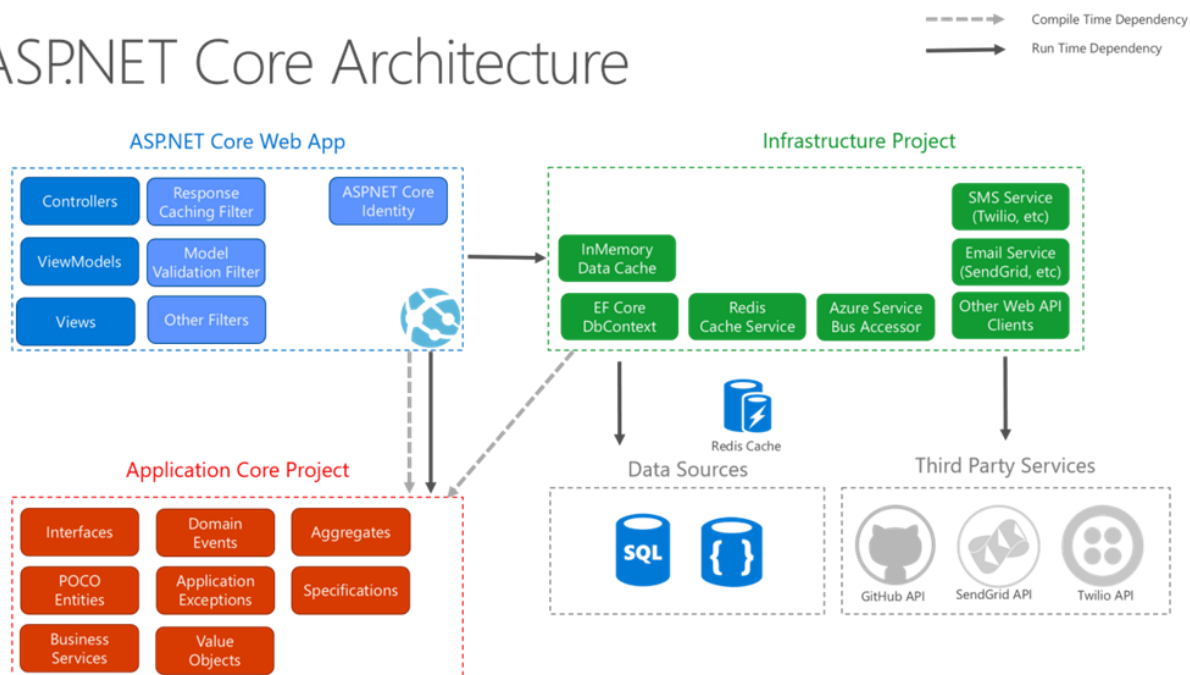 Compile Time Dependency
Run Time Dependency
ASP.NET Core Architecture
ASP.NET Core Web App
Controllers
Response
Caching Filter
ASP.NET Core
Identity
ViewModels
Model
Validation Filter
Views
Other Filters
Infrastructure Project
SMS Service
(Twilio, etc)
InMemory
Data Cache
Email Service
(SendGrid, etc)
EF Core
DbContext
Redis
Cache Service
Azure Service
Bus Accessor
Other Web API
Clients
Redis Cache
Application Core Project
Interfaces
Domain
Events
Aggregates
POCO
Entities
Application
Exceptions
Specifications
Business
Services
Value
Objects
Data Sources
SQL
{ }
Third Party Services
GitHub API
SendGrid API
Twilio API